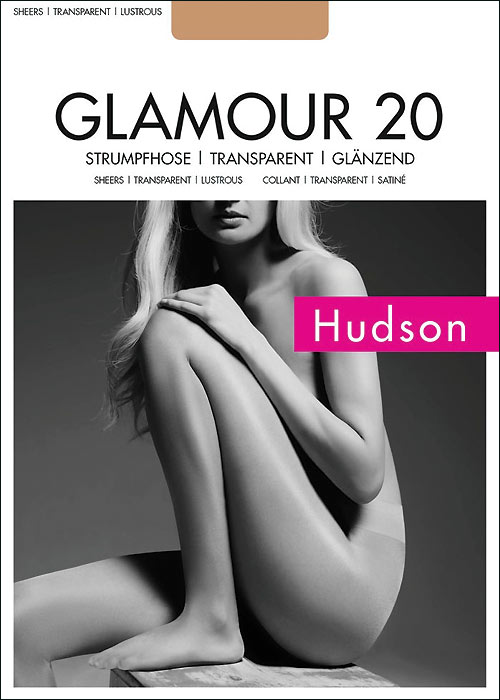 SHEERS | TRANSPARENT | LUSTROUS
GLAMOUR 20
STRUMPFHOSE | TRANSPARENT | GLÄNZEND
SHEERS | TRANSPARENT | LUSTROUS COLLANT | TRANSPARENT | SATINÉ
Hudson